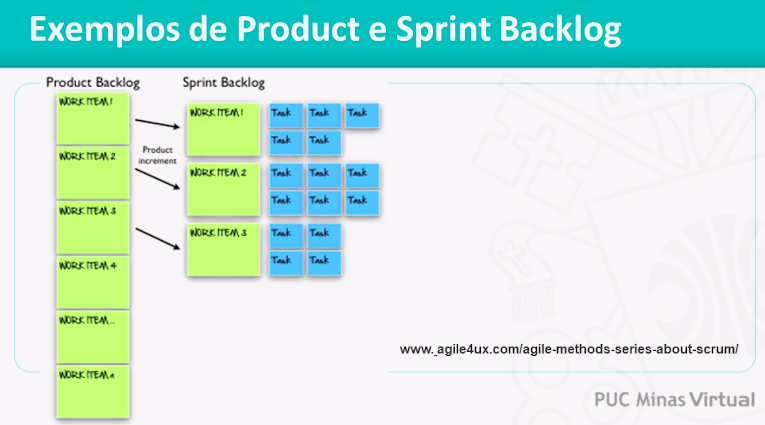 Exemplos de Product e Sprint Backlog
Product Backlog
Sprint Backlog
WORK ITEM 1
WORK ITEM 2
WORK ITEM 3
WORK ITEM 4
WORK ITEM ...
WORK ITEM n
Product
increment
WORK ITEM 1
Task Task Task
Task Task
WORK ITEM 2
Task Task Task
Task Task Task
WORK ITEM 3
Task Task
Task Task
www._agile4ux.com/agile-methods-series-about-scrum/
PUC Minas Virtual